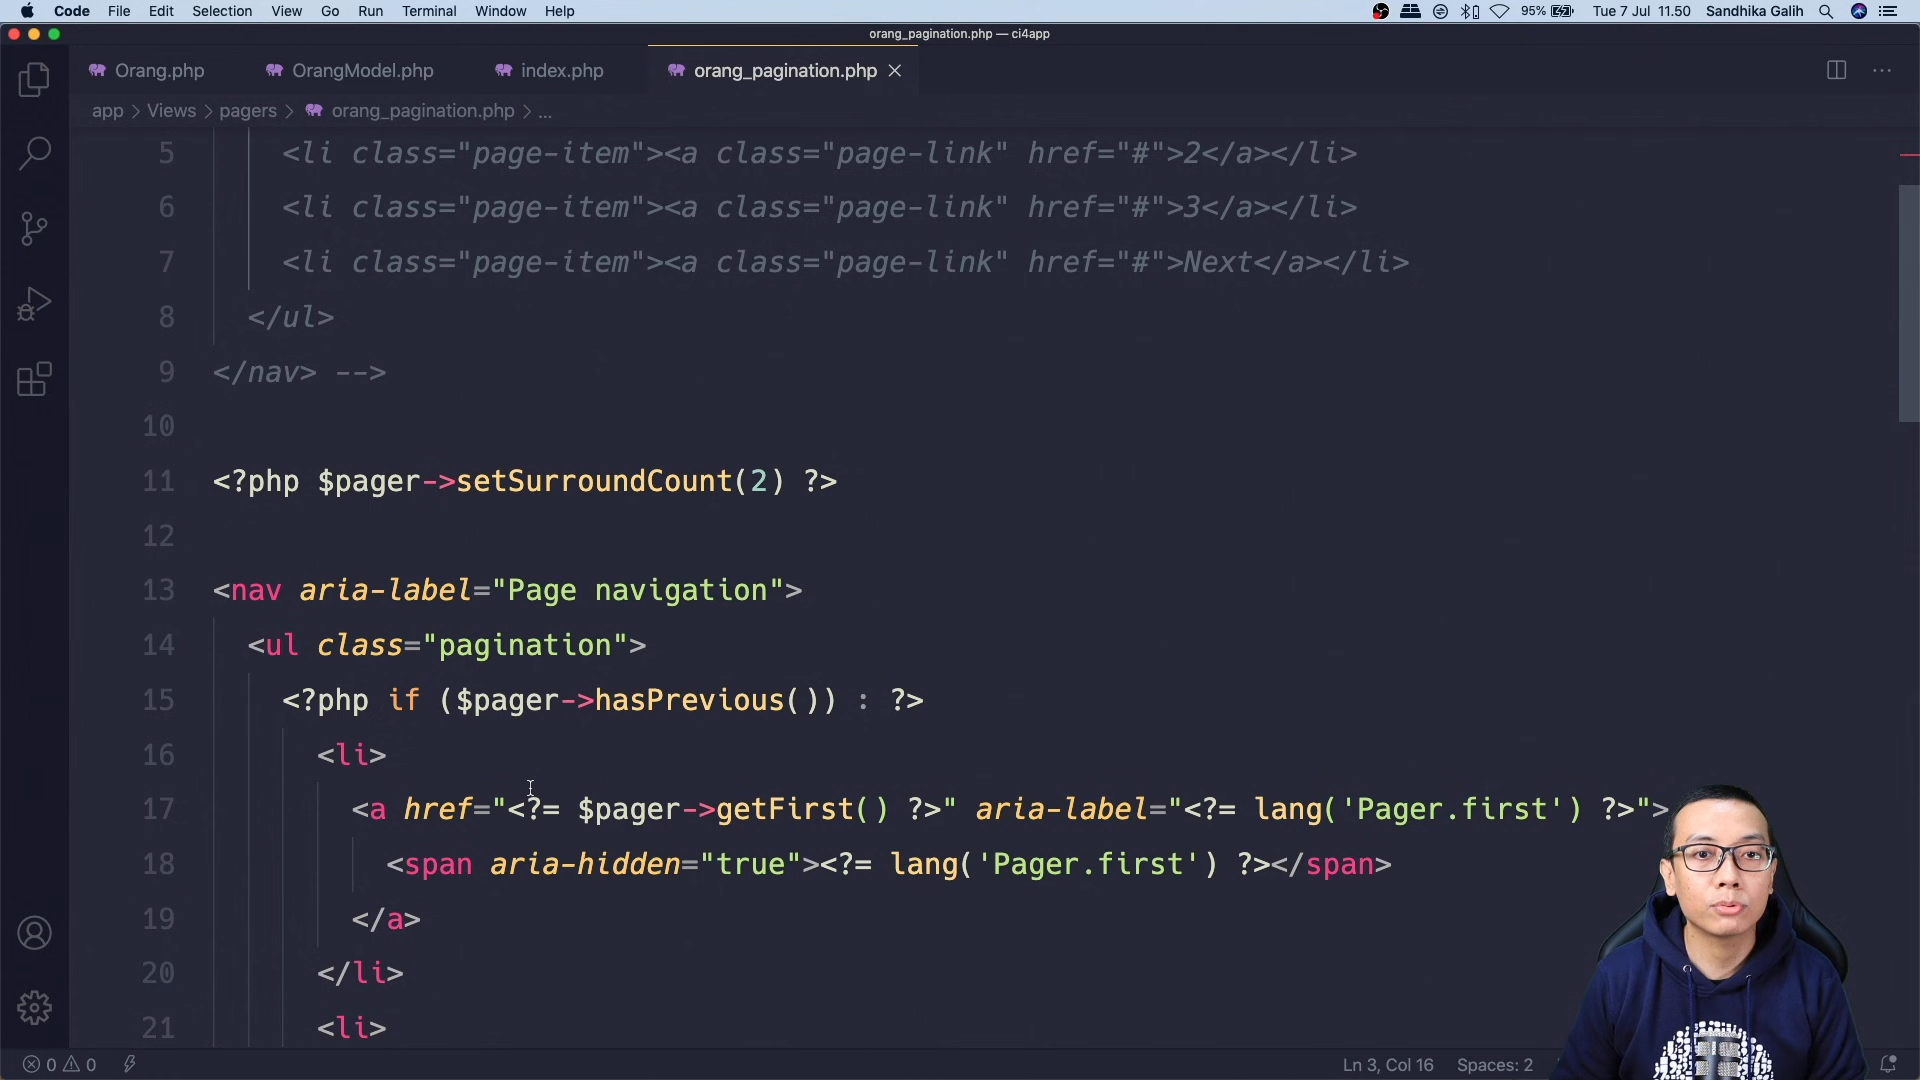 Code File Edit Selection View Go Run Terminal Window Help 95% Tue 7 Jul 11.50 Sandhika Galih
orang_pagination.php — ci4app
Orang.php OrangModel.php index.php orang_pagination.php
app > Views > pagers > orang_pagination.php > ...
5 <li class="page-item"><a class="page-link" href="#">2</a></li>
6 <li class="page-item"><a class="page-link" href="#">3</a></li>
7 <li class="page-item"><a class="page-link" href="#">Next</a></li>
8 </ul>
9 </nav> -->
10
11 <?php $pager->setSurroundCount(2) ?>
12
13 <nav aria-label="Page navigation">
14 <ul class="pagination">
15 <?php if ($pager->hasPrevious()) : ?>
16 <li>
17 <a href="<?= $pager->getFirst() ?>" aria-label="<?= lang('Pager.first') ?>">
18 <span aria-hidden="true"><?= lang('Pager.first') ?></span>
19 </a>
20 </li>
21 <li>
0 0 Ln 3, Col 16 Spaces: 2